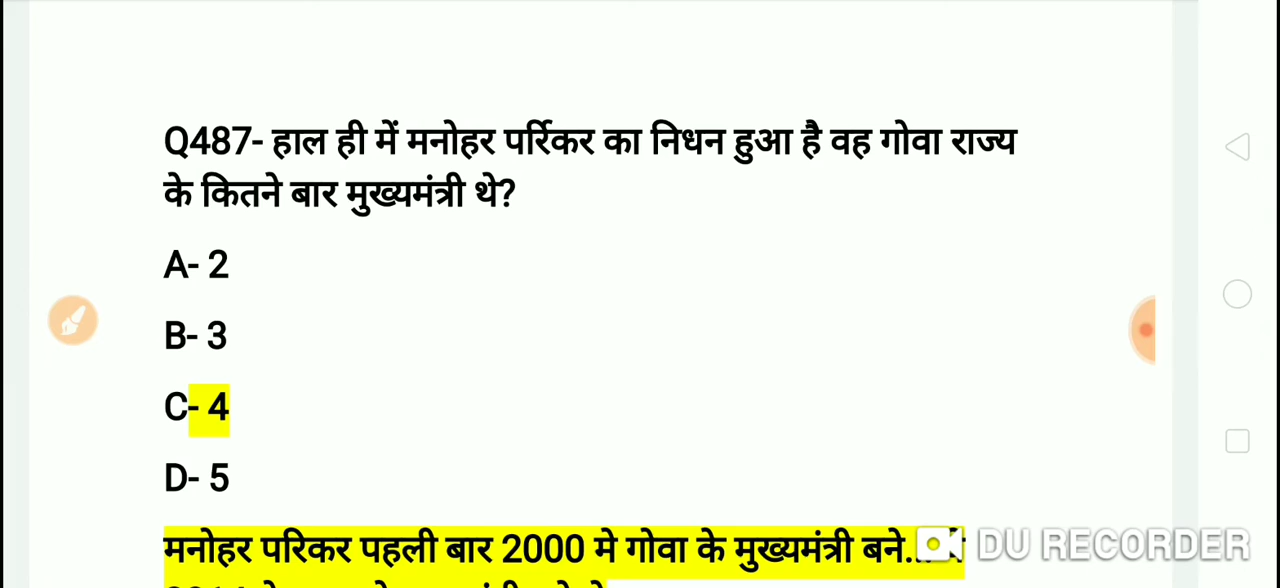 Q487- हाल ही में मनोहर पर्रिकर का निधन हुआ है वह गोवा राज्य
के कितने बार मुख्यमंत्री थे?
A- 2
B- 3
C- 4
D- 5
मनोहर परिकर पहली बार 2000 मे गोवा के मुख्यमंत्री बने..
DU RECORDER